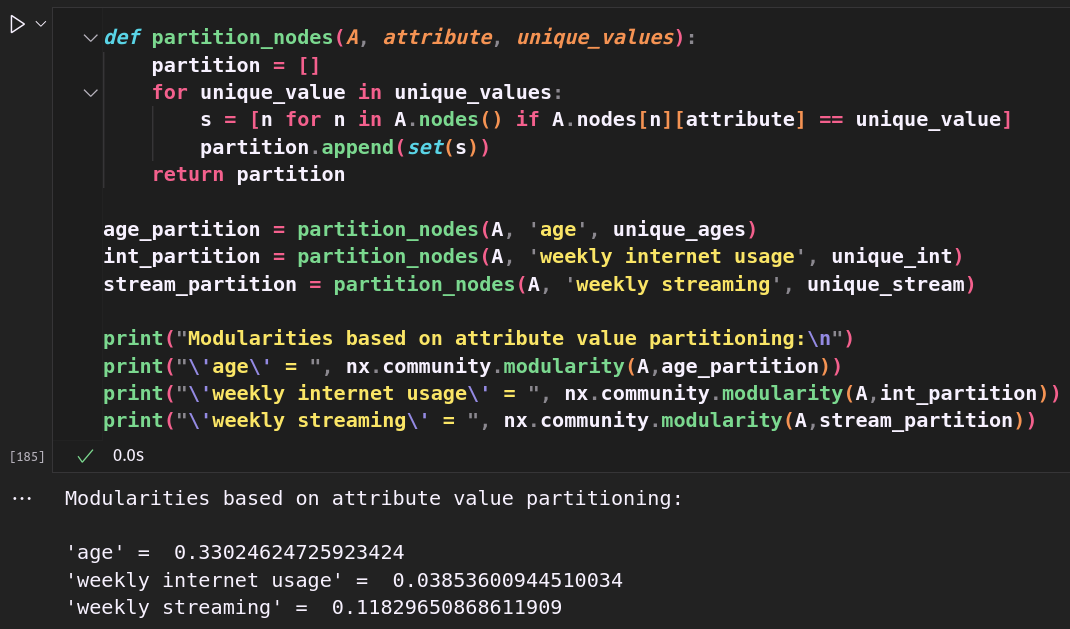 def partition_nodes(A, attribute, unique_values):
    partition = []
    for unique_value in unique_values:
        s = [n for n in A.nodes() if A.nodes[n][attribute] == unique_value]
        partition.append(set(s))
    return partition

age_partition = partition_nodes(A, 'age', unique_ages)
int_partition = partition_nodes(A, 'weekly internet usage', unique_int)
stream_partition = partition_nodes(A, 'weekly streaming', unique_stream)

print("Modularities based on attribute value partitioning:\n")
print("\'age\' = ", nx.community.modularity(A,age_partition))
print("\'weekly internet usage\' = ", nx.community.modularity(A,int_partition))
print("\'weekly streaming\' = ", nx.community.modularity(A,stream_partition))
[185]
0.0s
...
Modularities based on attribute value partitioning:

'age' =  0.33024624725923424
'weekly internet usage' =  0.03853600944510034
'weekly streaming' =  0.11829650868611909